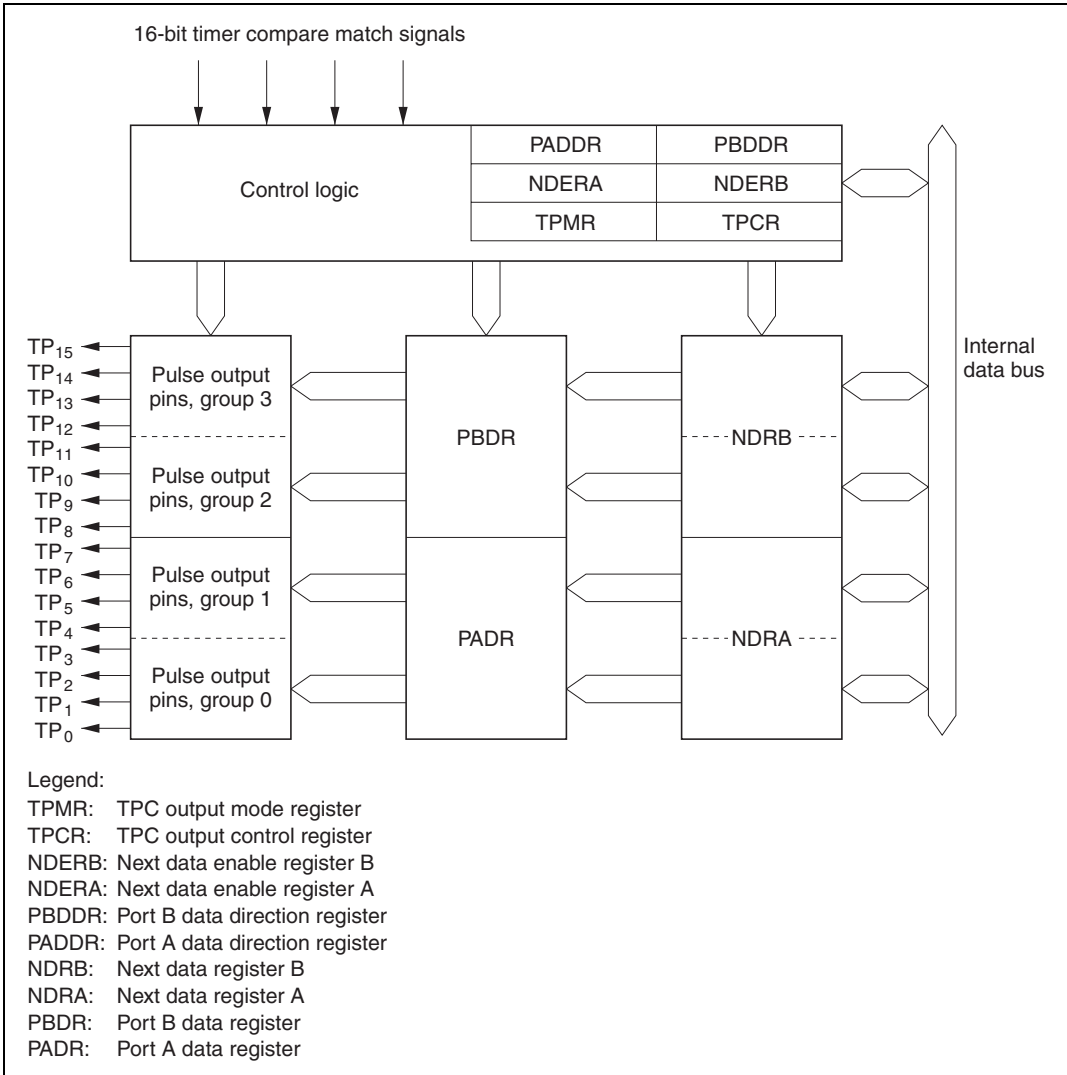 16-bit timer compare match signals
Control logic
PADDR PBDDR
NDERA NDERB
TPMR TPCR
Internal
data bus
TP15
TP14
TP13
TP12
TP11
TP10
TP9
TP8
TP7
TP6
TP5
TP4
TP3
TP2
TP1
TP0
Pulse output
pins, group 3
Pulse output
pins, group 2
Pulse output
pins, group 1
Pulse output
pins, group 0
PBDR
PADR
NDRB
NDRA
Legend:
TPMR: TPC output mode register
TPCR: TPC output control register
NDERB: Next data enable register B
NDERA: Next data enable register A
PBDDR: Port B data direction register
PADDR: Port A data direction register
NDRB: Next data register B
NDRA: Next data register A
PBDR: Port B data register
PADR: Port A data register